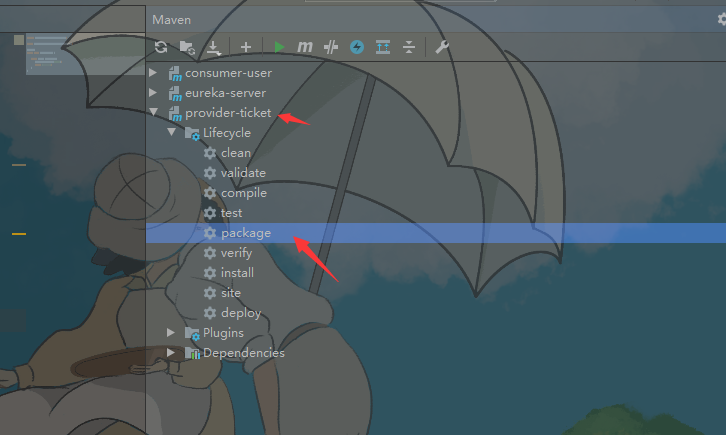 Maven
consumer-user
eureka-server
provider-ticket
Lifecycle
clean
validate
compile
test
package
verify
install
site
deploy
Plugins
Dependencies